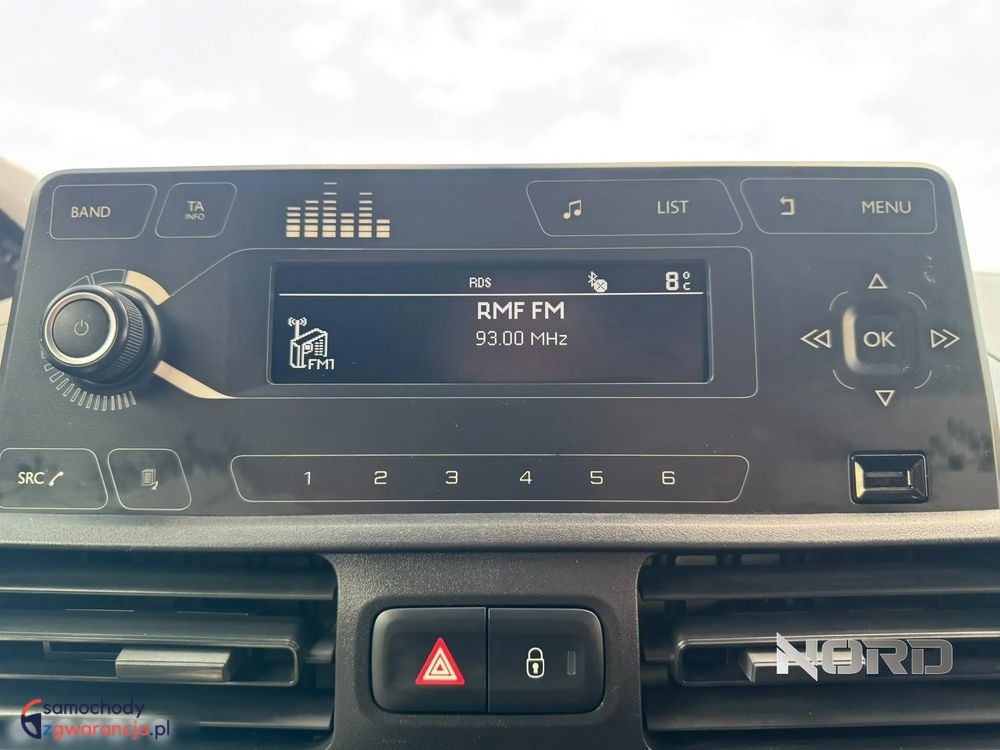 BAND
TA
INFO
LIST
MENU
RDS
8°C
RMF FM
93.00 MHz
FM1
OK
SRC
1 2 3 4 5 6
NORD
samochody
zgwarancja.pl